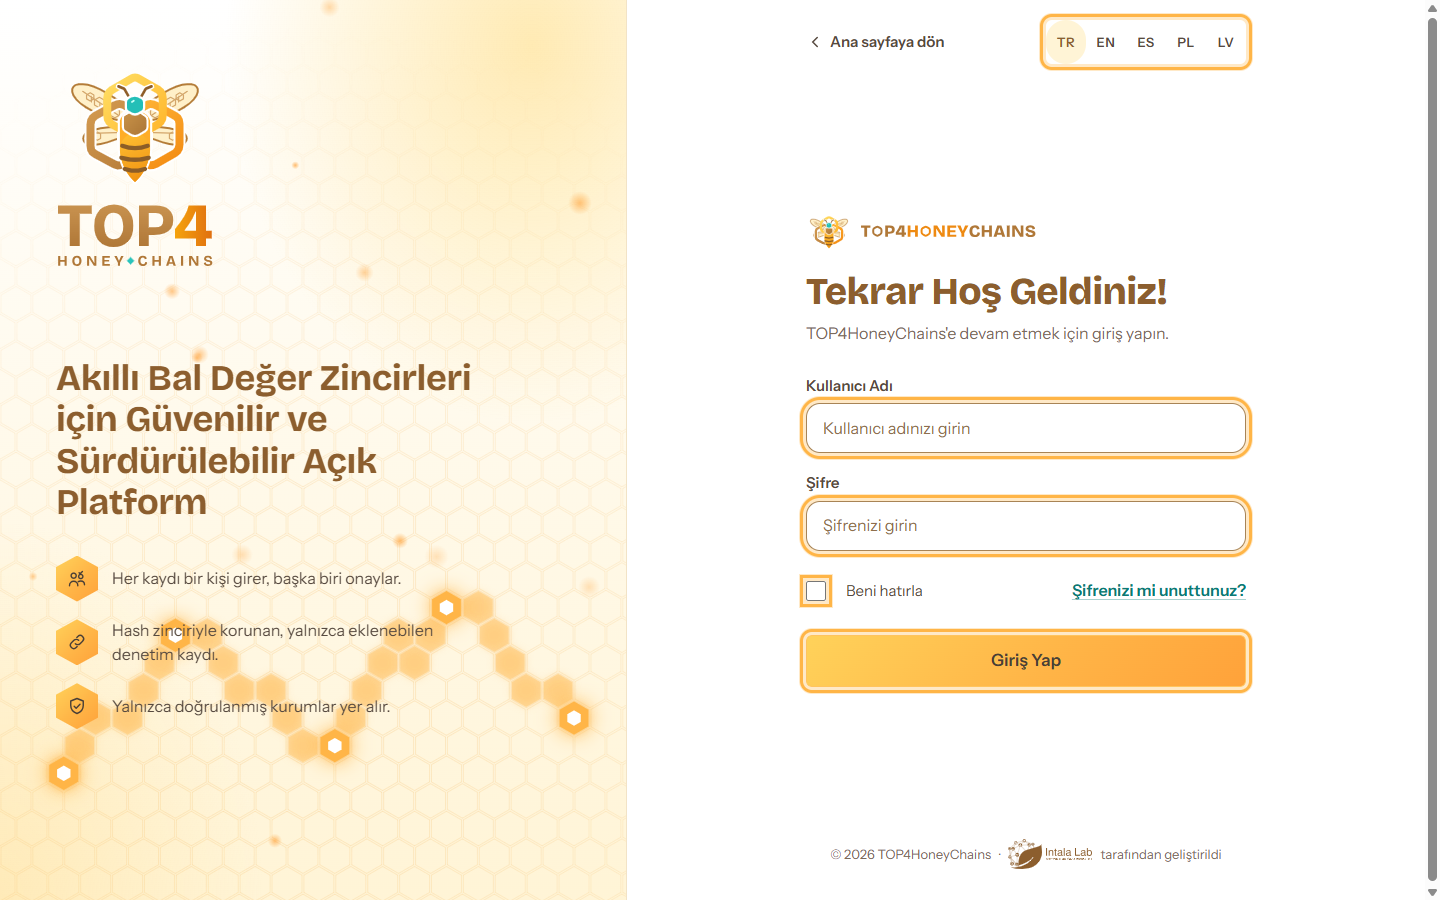 TOP4
HONEY CHAINS
Akıllı Bal Değer Zincirleri
için Güvenilir ve
Sürdürülebilir Açık
Platform
Her kaydı bir kişi girer, başka biri onaylar.
Hash zinciriyle korunan, yalnızca eklenebilen
denetim kaydı.
Yalnızca doğrulanmış kurumlar yer alır.
Ana sayfaya dön
TR EN ES PL LV
TOP4HONEYCHAINS
Tekrar Hoş Geldiniz!
TOP4HoneyChains'e devam etmek için giriş yapın.
Kullanıcı Adı
Kullanıcı adınızı girin
Şifre
Şifrenizi girin
Beni hatırla
Şifrenizi mi unuttunuz?
Giriş Yap
© 2026 TOP4HoneyChains · Intala Lab tarafından geliştirildi